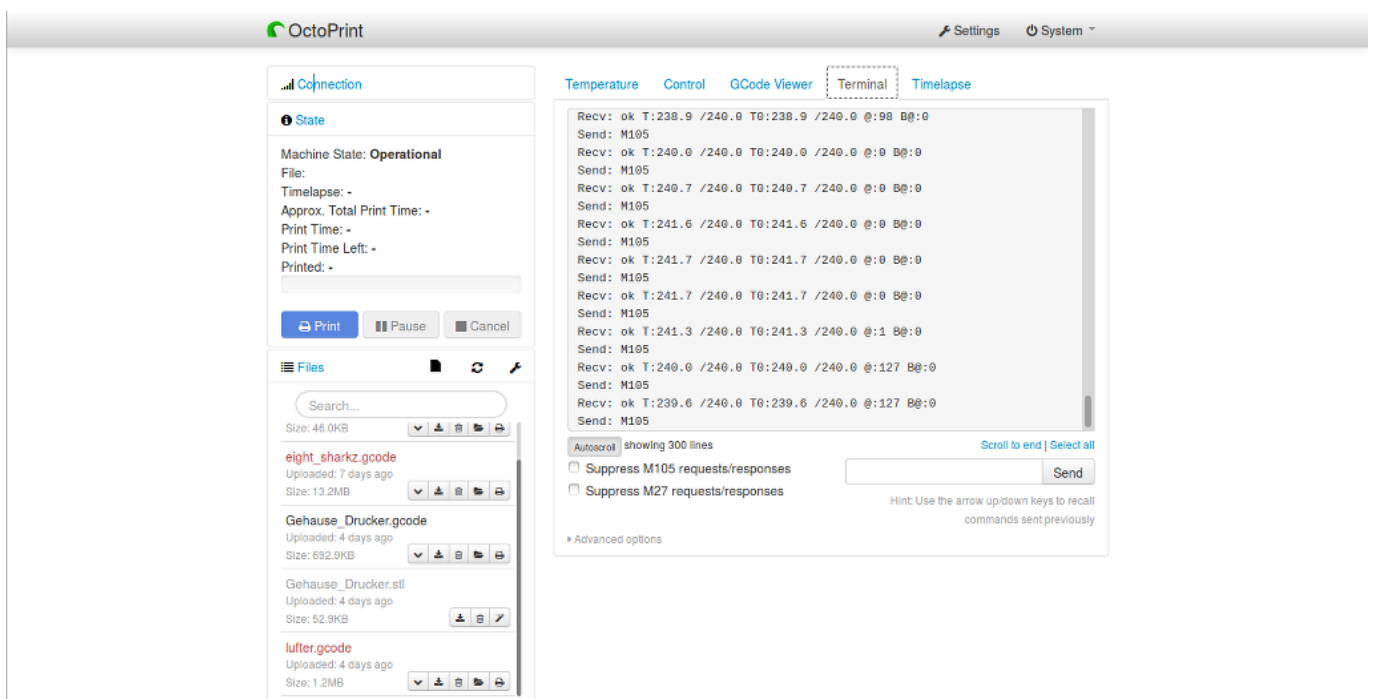 OctoPrint
Settings
System
Connection
State
Machine State: Operational
File:
Timelapse: -
Approx. Total Print Time: -
Print Time: -
Print Time Left: -
Printed: -
Print
Pause
Cancel
Files
Search...
Size: 46.0KB
eight_sharkz.gcode
Uploaded: 7 days ago
Size: 13.2MB
Gehause_Drucker.gcode
Uploaded: 4 days ago
Size: 692.9KB
Gehause_Drucker.stl
Uploaded: 4 days ago
Size: 52.9KB
lufter.gcode
Uploaded: 4 days ago
Size: 1.2MB
Temperature
Control
GCode Viewer
Terminal
Timelapse
Recv: ok T:238.9 /240.0 T0:238.9 /240.0 @:98 B@:0
Send: M105
Recv: ok T:240.0 /240.0 T0:240.0 /240.0 @:0 B@:0
Send: M105
Recv: ok T:240.7 /240.0 T0:240.7 /240.0 @:0 B@:0
Send: M105
Recv: ok T:241.6 /240.0 T0:241.6 /240.0 @:0 B@:0
Send: M105
Recv: ok T:241.7 /240.0 T0:241.7 /240.0 @:0 B@:0
Send: M105
Recv: ok T:241.7 /240.0 T0:241.7 /240.0 @:0 B@:0
Send: M105
Recv: ok T:241.3 /240.0 T0:241.3 /240.0 @:1 B@:0
Send: M105
Recv: ok T:240.0 /240.0 T0:240.0 /240.0 @:127 B@:0
Send: M105
Recv: ok T:239.6 /240.0 T0:239.6 /240.0 @:127 B@:0
Send: M105
Autoscroll showing 300 lines
Scroll to end | Select all
Suppress M105 requests/responses
Suppress M27 requests/responses
Send
Hint: Use the arrow up/down keys to recall
commands sent previously
Advanced options